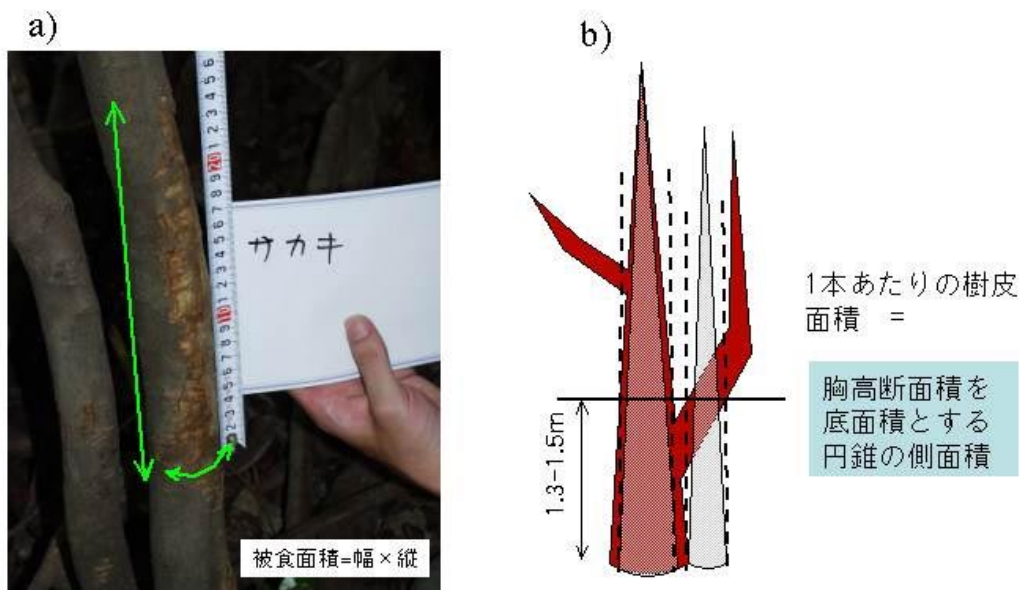 a)
b)
サカキ
1本あたりの樹皮
面積 =
胸高断面積を
底面積とする
円錐の側面積
1.3-1.5m
被食面積=幅×縦